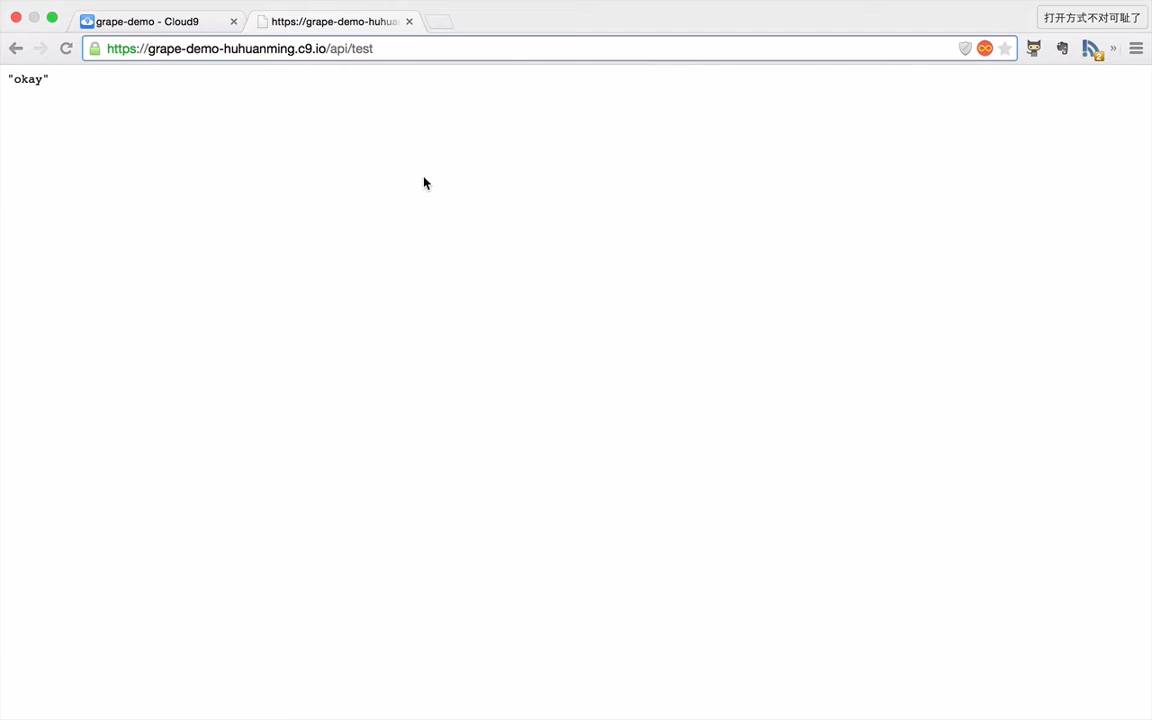 grape-demo - Cloud9
https://grape-demo-huhua
打开方式不对可耻了
https://grape-demo-huhuanming.c9.io/api/test
2
»
"okay"